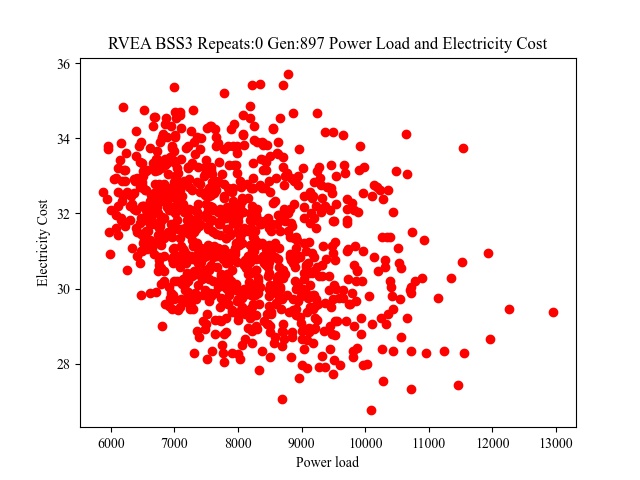 RVEA BSS3 Repeats:0 Gen:897 Power Load and Electricity Cost
36
34
32
30
28
Electricity Cost
6000 7000 8000 9000 10000 11000 12000 13000
Power load